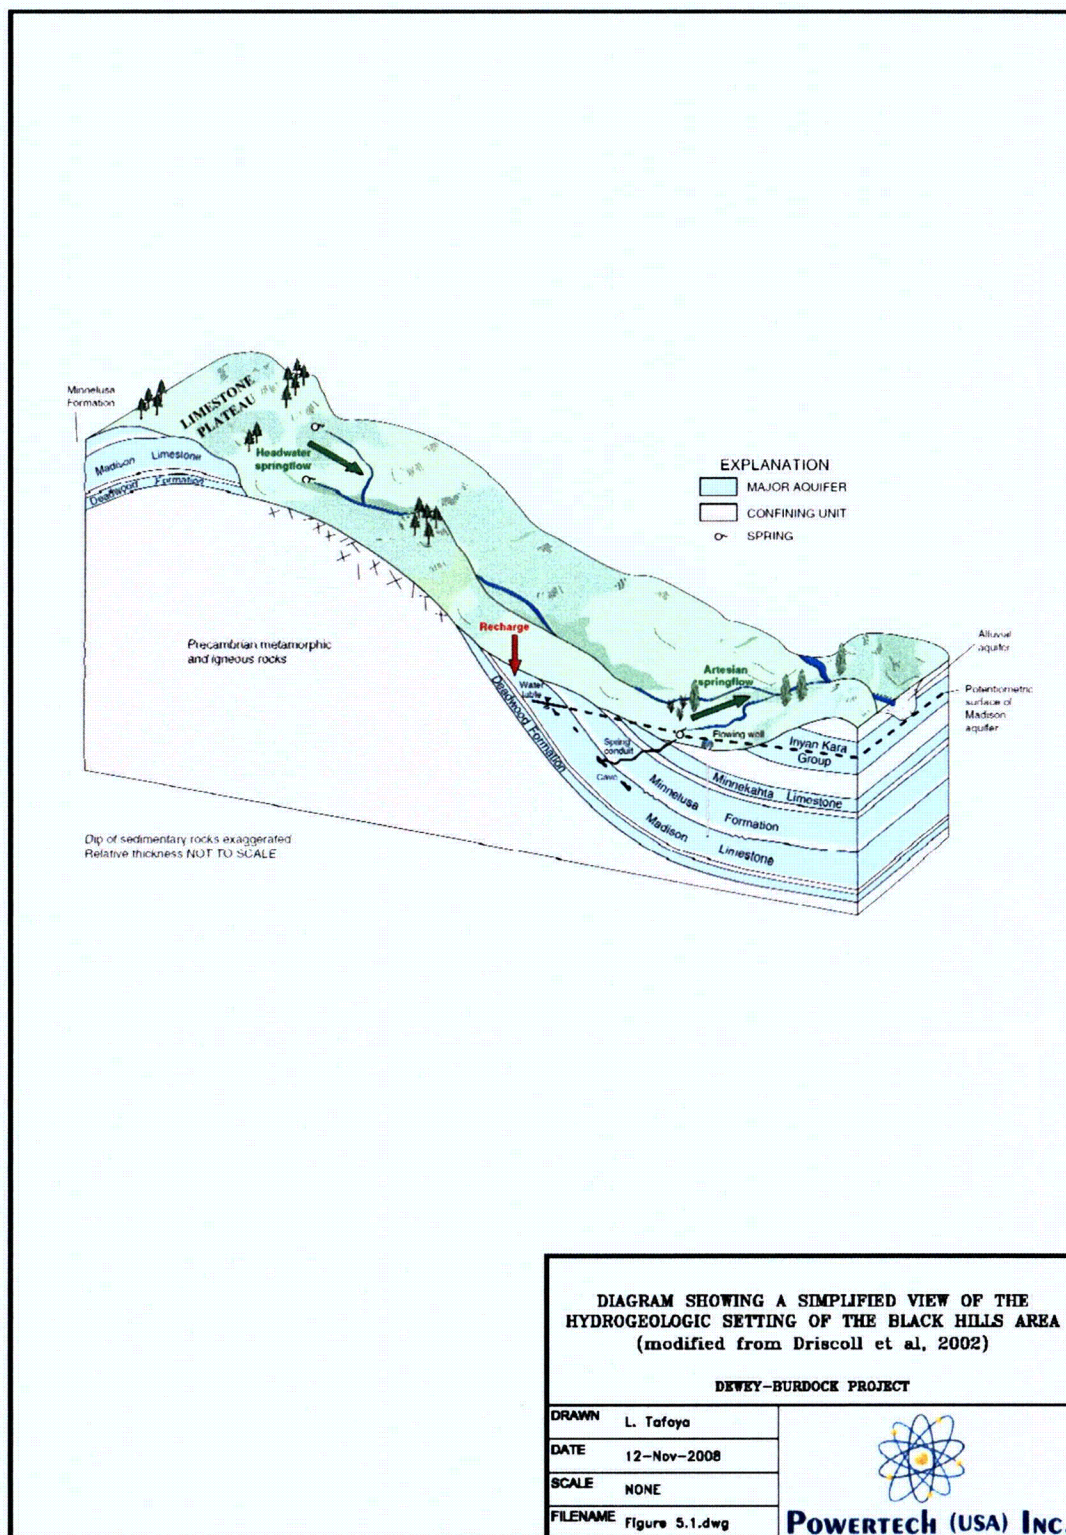 Minnelusa
Formation
LIMESTONE
PLATEAU
Madison Limestone
Deadwood Formation
Headwater
springflow
EXPLANATION
MAJOR AQUIFER
CONFINING UNIT
SPRING
Precambrian metamorphic
and igneous rocks
Recharge
Deadwood Formation
Water
table
Artesian
springflow
Alluvial
aquifer
Potentiometric
surface of
Madison
aquifer
Spring
conduit
Flowing well
Cave
Inyan Kara
Group
Minnekahta Limestone
Minnelusa Formation
Madison Limestone
Dip of sedimentary rocks exaggerated
Relative thickness NOT TO SCALE
DIAGRAM SHOWING A SIMPLIFIED VIEW OF THE
HYDROGEOLOGIC SETTING OF THE BLACK HILLS AREA
(modified from Driscoll et al, 2002)
DEWEY-BURDOCK PROJECT
DRAWN L. Tafoya
DATE 12-Nov-2008
SCALE NONE
FILENAME Figure 5.1.dwg
POWERTECH (USA) INC.